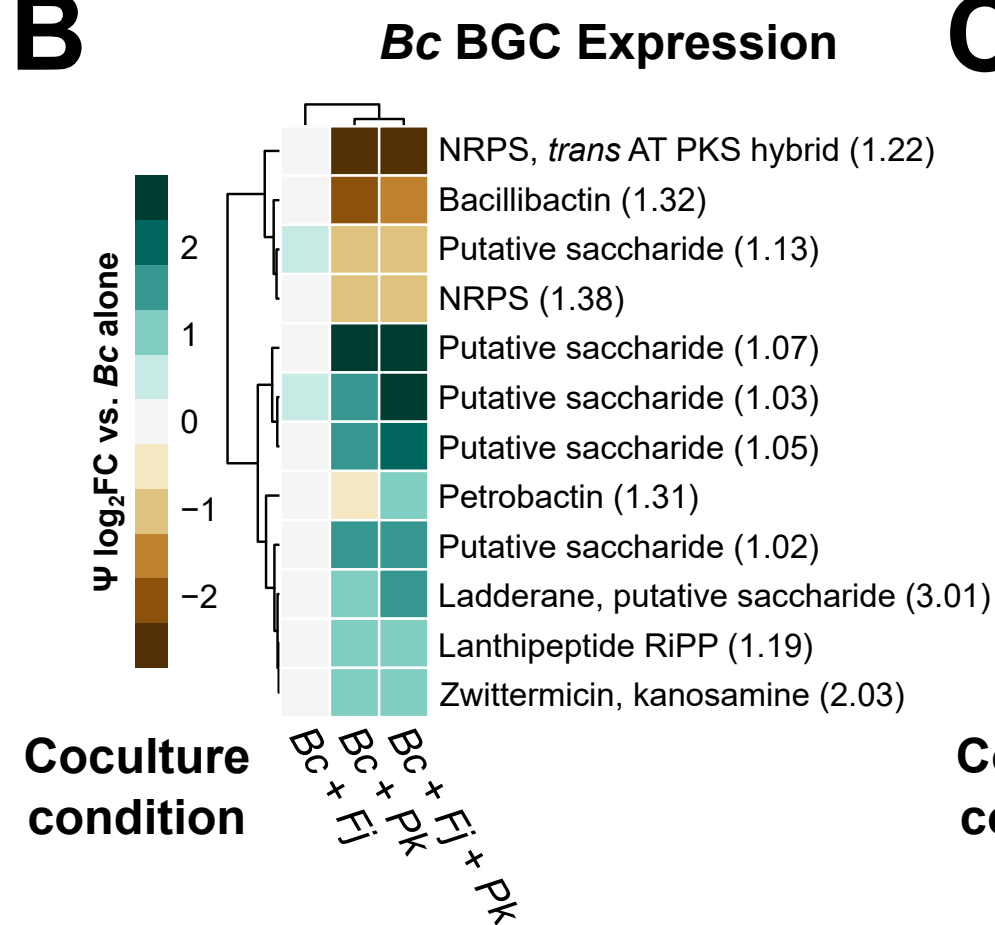 B
Bc BGC Expression
C
NRPS, trans AT PKS hybrid (1.22)
Bacillibactin (1.32)
Putative saccharide (1.13)
NRPS (1.38)
Putative saccharide (1.07)
Putative saccharide (1.03)
Putative saccharide (1.05)
Petrobactin (1.31)
Putative saccharide (1.02)
Ladderane, putative saccharide (3.01)
Lanthipeptide RiPP (1.19)
Zwittermicin, kanosamine (2.03)
Ψ log₂FC vs. Bc alone
2
1
0
−1
−2
Coculture
condition
Bc + Fj
Bc + Pk
Bc + Fj + Pk